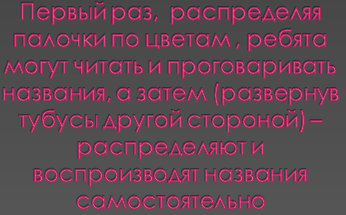 Первый раз, распределяя
палочки по цветам , ребята
могут читать и проговаривать
названия, а затем (развернув
тубусы другой стороной) –
распределяют и
воспроизводят названия
самостоятельно